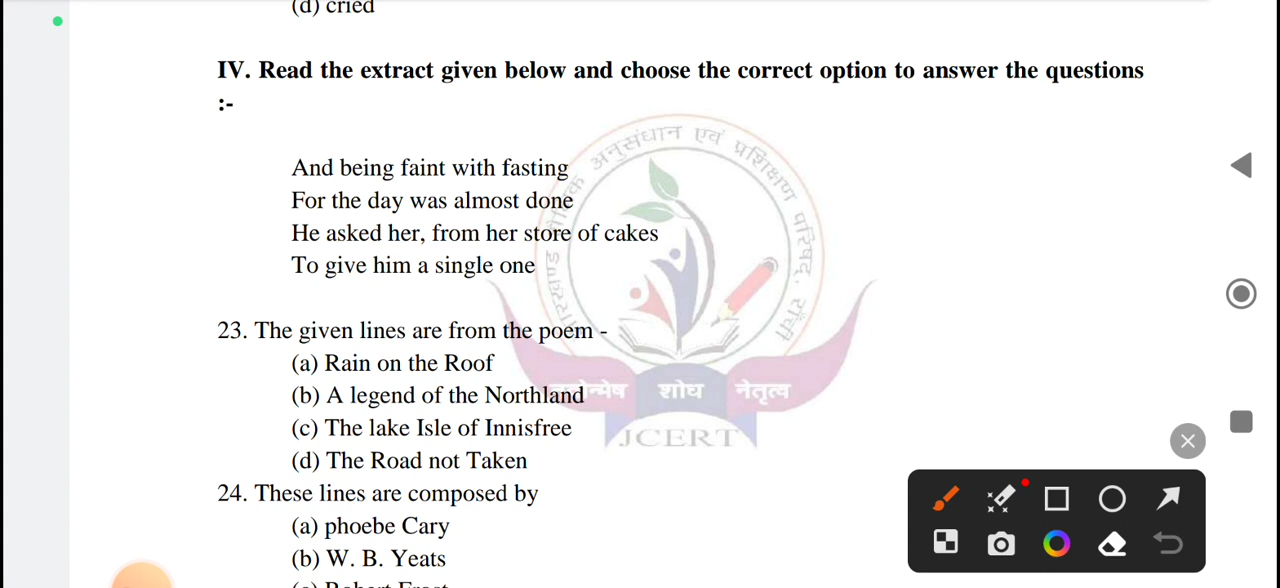 (d) cried
IV. Read the extract given below and choose the correct option to answer the questions
:-
And being faint with fasting
For the day was almost done
He asked her, from her store of cakes
To give him a single one
23. The given lines are from the poem -
(a) Rain on the Roof
(b) A legend of the Northland
(c) The lake Isle of Innisfree
(d) The Road not Taken
24. These lines are composed by
(a) phoebe Cary
(b) W. B. Yeats
अनुसंधान एवं प्रशिक्षण परिषद, राँची
शोध नेतृत्व
JCERT